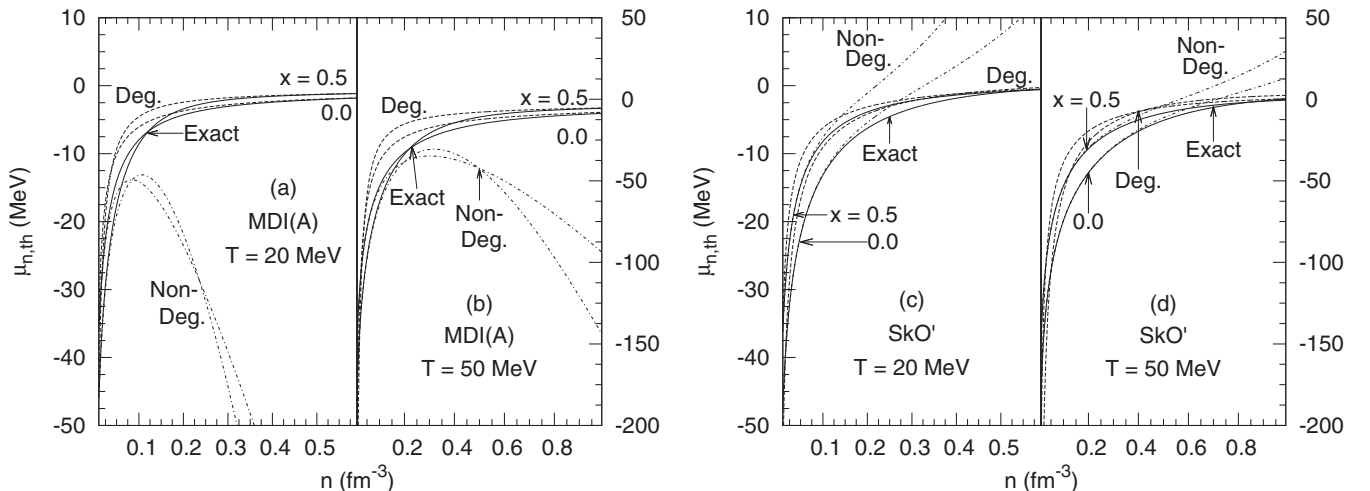 10
0
-10
-20
-30
-40
-50
μn,th (MeV)
Deg.
x = 0.5
0.0
Exact
(a)
MDI(A)
T = 20 MeV
Non-
Deg.
0.1 0.2 0.3 0.4 0.5
Deg.
x = 0.5
0.0
Exact
Non-
Deg.
(b)
MDI(A)
T = 50 MeV
0.2 0.4 0.6 0.8
50
0
-50
-100
-150
-200
n (fm-3)
10
5
0
-5
-10
-15
-20
-25
-30
-35
-40
-45
-50
μn,th (MeV)
Non-
Deg.
Deg.
Exact
x = 0.5
0.0
(c)
SkO'
T = 20 MeV
0.1 0.2 0.3 0.4 0.5
Non-
Deg.
x = 0.5
Exact
Deg.
0.0
(d)
SkO'
T = 50 MeV
0.2 0.4 0.6 0.8
50
0
-50
-100
-150
-200
n (fm-3)